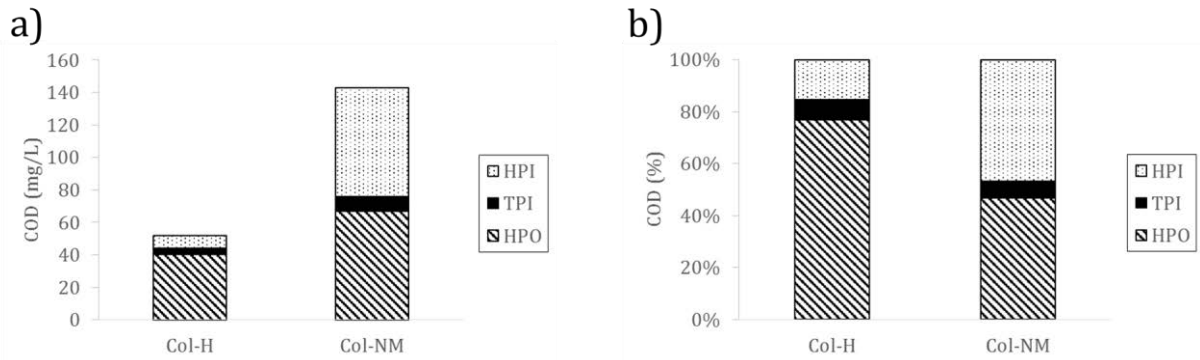 a)
160
140
120
100
80
60
40
20
0
COD (mg/L)
Col-H
Col-NM
HPI
TPI
HPO
b)
100%
80%
60%
40%
20%
0%
COD (%)
Col-H
Col-NM
HPI
TPI
HPO